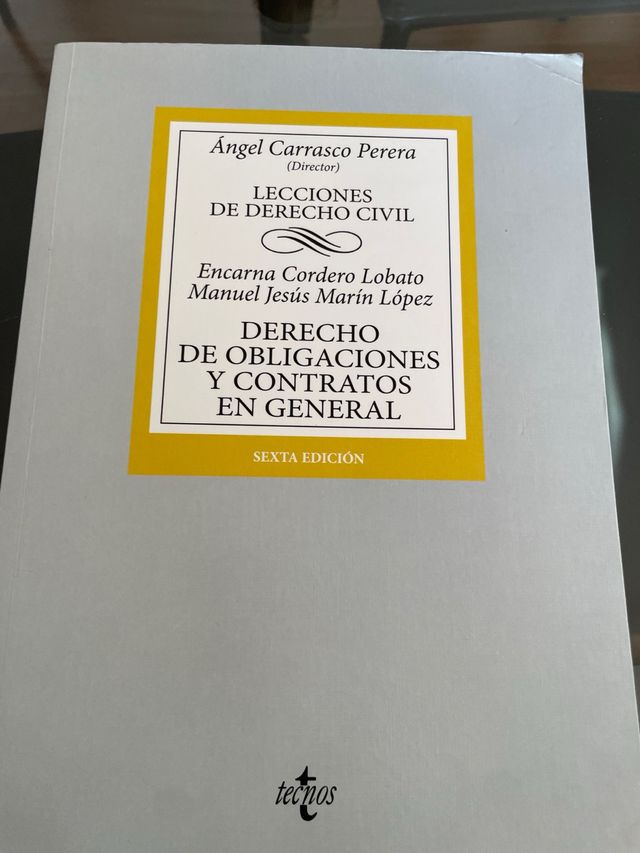 Ángel Carrasco Perera
(Director)
LECCIONES
DE DERECHO CIVIL
Encarna Cordero Lobato
Manuel Jesús Marín López
DERECHO
DE OBLIGACIONES
Y CONTRATOS
EN GENERAL
SEXTA EDICIÓN
tecnos